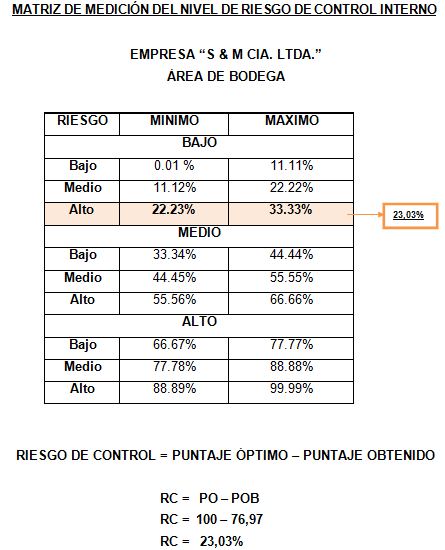 MATRIZ DE MEDICIÓN DEL NIVEL DE RIESGO DE CONTROL INTERNO
EMPRESA “S & M CIA. LTDA.”
ÁREA DE BODEGA
RIESGO MINIMO MAXIMO
BAJO
Bajo 0.01 % 11.11%
Medio 11.12% 22.22%
Alto 22.23% 33.33% 23,03%
MEDIO
Bajo 33.34% 44.44%
Medio 44.45% 55.55%
Alto 55.56% 66.66%
ALTO
Bajo 66.67% 77.77%
Medio 77.78% 88.88%
Alto 88.89% 99.99%
RIESGO DE CONTROL = PUNTAJE ÓPTIMO – PUNTAJE OBTENIDO
RC = PO – POB
RC = 100 – 76,97
RC = 23,03%